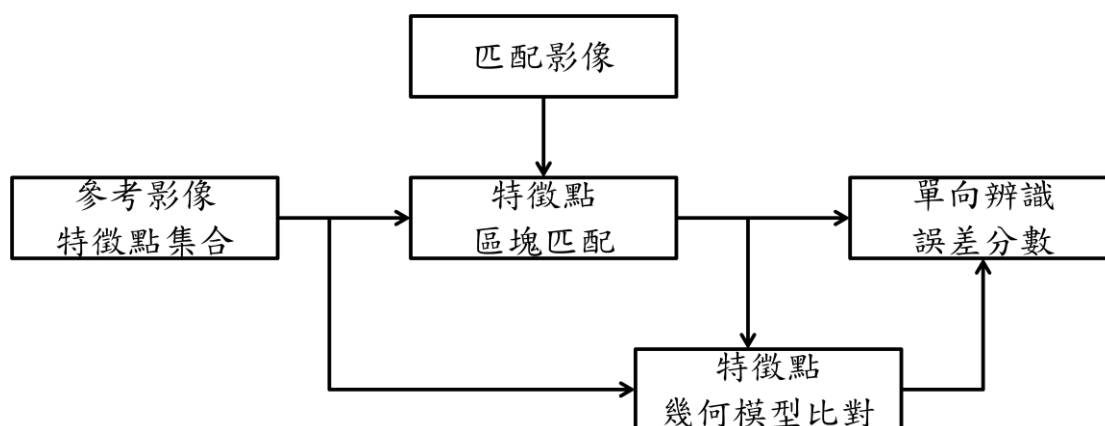 匹配影像
參考影像
特徵點集合
特徵點
區塊匹配
單向辨識
誤差分數
特徵點
幾何模型比對